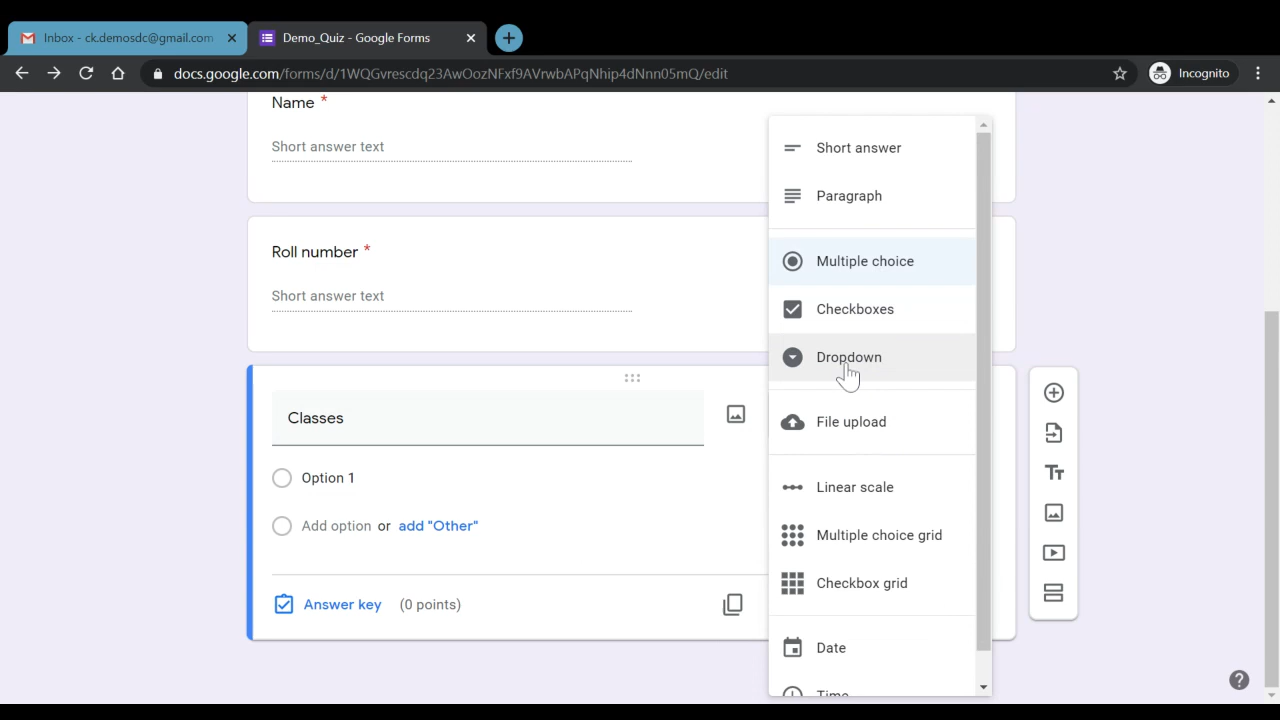 Inbox - ck.demosdc@gmail.com
Demo_Quiz - Google Forms
docs.google.com/forms/d/1WQGvrescdq23AwOozNFxf9AVrwbAPqNhip4dNnn05mQ/edit
Incognito
Name *
Short answer text
Roll number *
Short answer text
Classes
Option 1
Add option or add "Other"
Answer key (0 points)
Short answer
Paragraph
Multiple choice
Checkboxes
Dropdown
File upload
Linear scale
Multiple choice grid
Checkbox grid
Date
Time
Tt